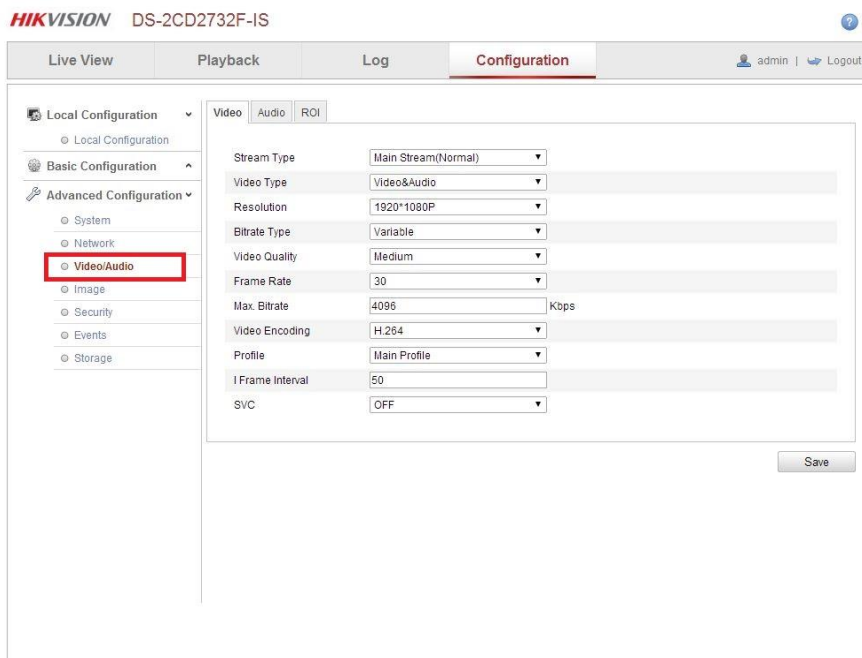 HIKVISION DS-2CD2732F-IS
Live View Playback Log Configuration admin | Logout
Local Configuration
Local Configuration
Basic Configuration
Advanced Configuration
System
Network
Video/Audio
Image
Security
Events
Storage
Video Audio ROI
Stream Type Main Stream(Normal)
Video Type Video&Audio
Resolution 1920*1080P
Bitrate Type Variable
Video Quality Medium
Frame Rate 30
Max. Bitrate 4096 Kbps
Video Encoding H.264
Profile Main Profile
I Frame Interval 50
SVC OFF
Save